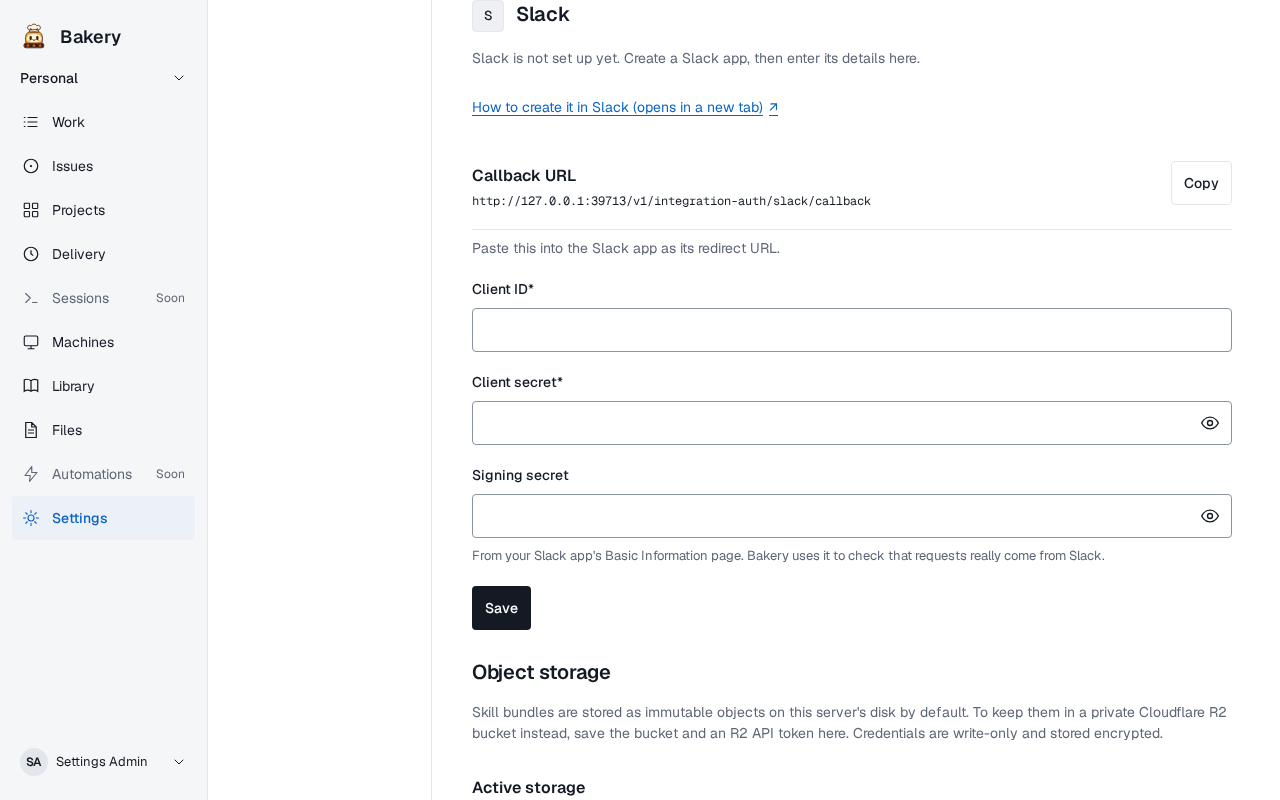 Bakery
Personal
Work
Issues
Projects
Delivery
Sessions Soon
Machines
Library
Files
Automations Soon
Settings
SA Settings Admin
S Slack
Slack is not set up yet. Create a Slack app, then enter its details here.
How to create it in Slack (opens in a new tab)
Callback URL
Copy
http://127.0.0.1:39713/v1/integration-auth/slack/callback
Paste this into the Slack app as its redirect URL.
Client ID*
Client secret*
Signing secret
From your Slack app's Basic Information page. Bakery uses it to check that requests really come from Slack.
Save
Object storage
Skill bundles are stored as immutable objects on this server's disk by default. To keep them in a private Cloudflare R2
bucket instead, save the bucket and an R2 API token here. Credentials are write-only and stored encrypted.
Active storage